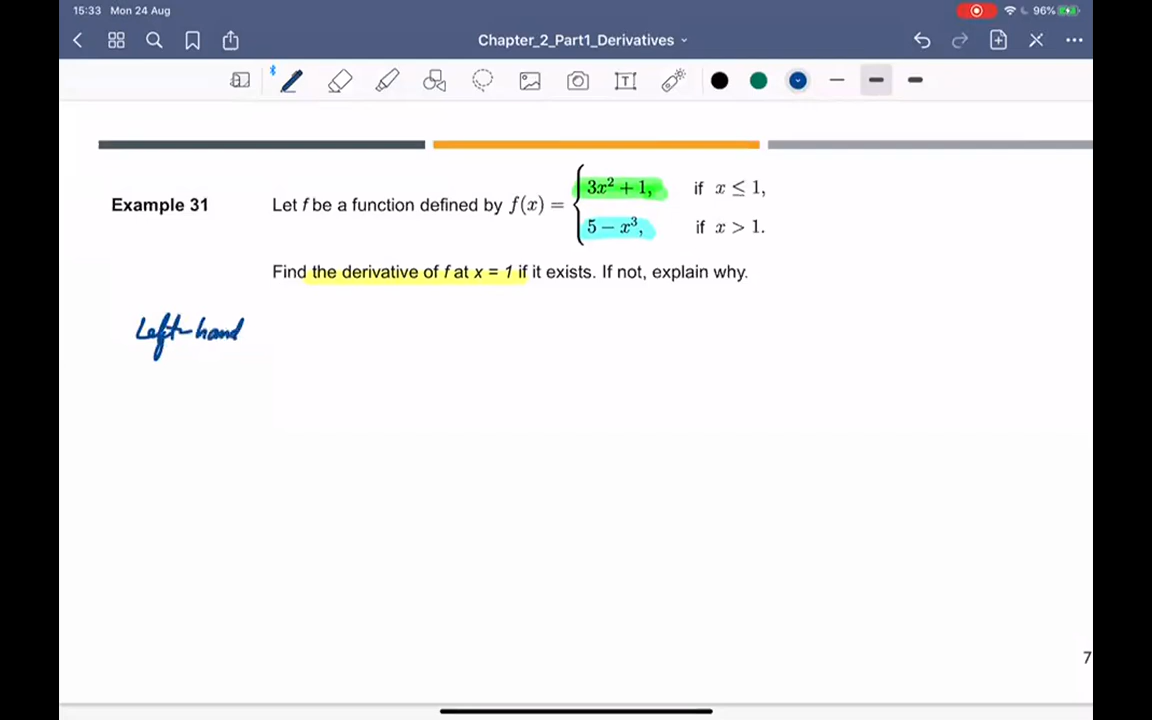 15:33 Mon 24 Aug 96%
Chapter_2_Part1_Derivatives
T
Example 31 Let f be a function defined by f(x) = { 3x² + 1, if x ≤ 1,
5 − x³, if x > 1.
Find the derivative of f at x = 1 if it exists. If not, explain why.
Left-hand
7